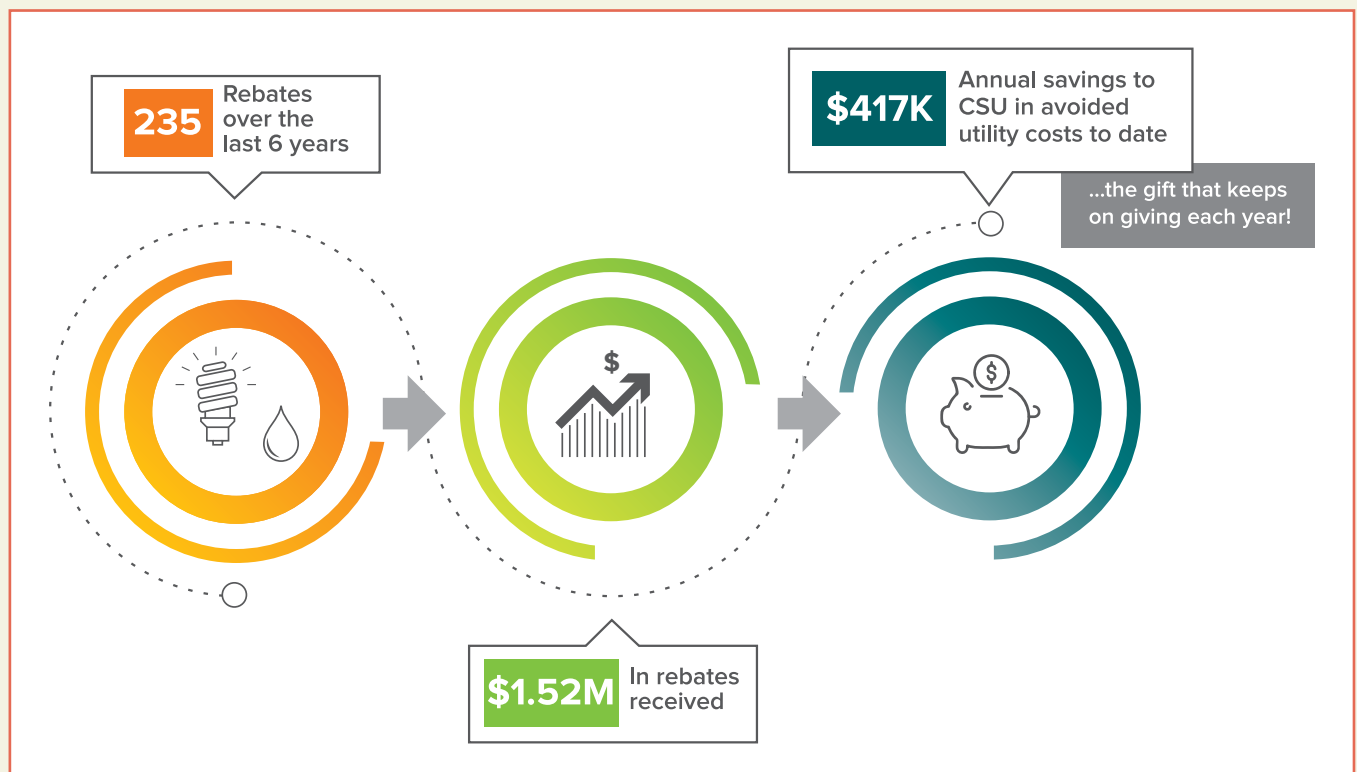 235
Rebates
over the
last 6 years
$417K
Annual savings to
CSU in avoided
utility costs to date
...the gift that keeps
on giving each year!
$
$
$1.52M
In rebates
received